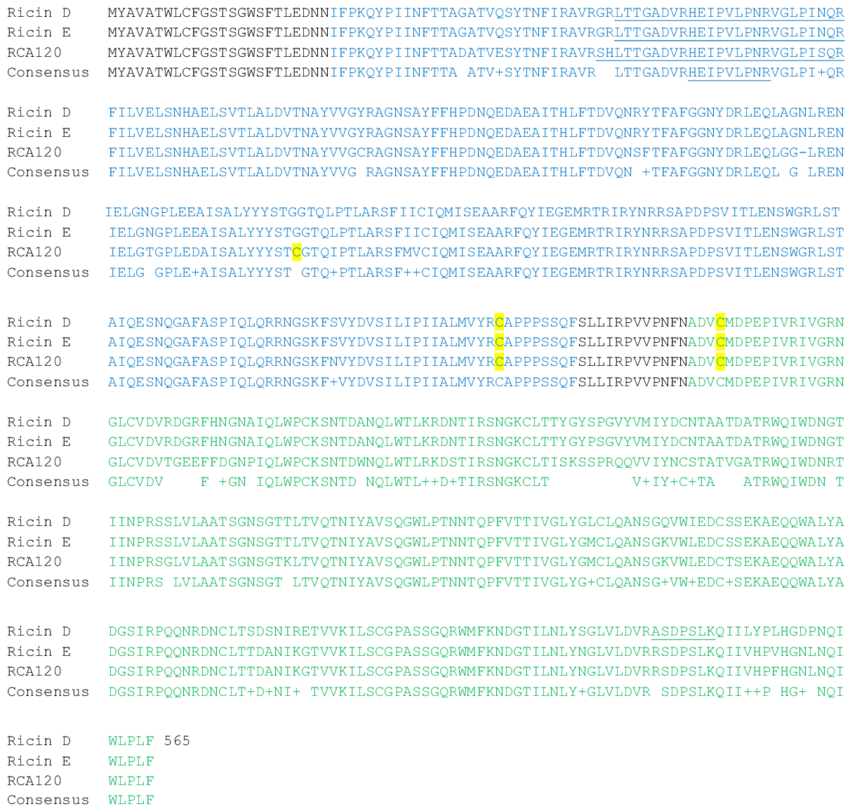 Ricin D MYAVATWLCFGSTSGWSFTLEDNNIFPKQYPIINFTTAGATVQSYTNFIRAVRGRLTTGADVRHEIPVLPNRVGLPINQR
Ricin E MYAVATWLCFGSTSGWSFTLEDNNIFPKQYPIINFTTAGATVQSYTNFIRAVRGRLTTGADVRHEIPVLPNRVGLPINQR
RCA120 MYAVATWLCFGSTSGWSFTLEDNNIFPKQYPIINFTTADATVESYTNFIRAVRSHLTTGADVRHEIPVLPNRVGLPISQR
Consensus MYAVATWLCFGSTSGWSFTLEDNNIFPKQYPIINFTTA ATV+SYTNFIRAVR  LTTGADVRHEIPVLPNRVGLPI+QR
Ricin D FILVELSNHAELSVTLALDVTNAYVVGYRAGNSAYFFHPDNQEDAEAITHLFTDVQNRYTFAFGGNYDRLEQLAGNLREN
Ricin E FILVELSNHAELSVTLALDVTNAYVVGYRAGNSAYFFHPDNQEDAEAITHLFTDVQNRYTFAFGGNYDRLEQLAGNLREN
RCA120 FILVELSNHAELSVTLALDVTNAYVVGCRAGNSAYFFHPDNQEDAEAITHLFTDVQNSFTFAFGGNYDRLEQLGG-LREN
Consensus FILVELSNHAELSVTLALDVTNAYVVG RAGNSAYFFHPDNQEDAEAITHLFTDVQN +TFAFGGNYDRLEQL G LREN
Ricin D IELGNGPLEEAISALYYYSTGGTQLPTLARSFIICIQMISEAARFQYIEGEMRTRIRYNRRSAPDPSVITLENSWGRLST
Ricin E IELGNGPLEEAISALYYYSTGGTQLPTLARSFIICIQMISEAARFQYIEGEMRTRIRYNRRSAPDPSVITLENSWGRLST
RCA120 IELGTGPLEDAISALYYYSTCGTQIPTLARSFMVCIQMISEAARFQYIEGEMRTRIRYNRRSAPDPSVITLENSWGRLST
Consensus IELG GPLE+AISALYYYST GTQ+PTLARSF++CIQMISEAARFQYIEGEMRTRIRYNRRSAPDPSVITLENSWGRLST
Ricin D AIQESNQGAFASPIQLQRRNGSKFSVYDVSILIPIIALMVYRCAPPPSSQFSLLIRPVVPNFNADVCMDPEPIVRIVGRN
Ricin E AIQESNQGAFASPIQLQRRNGSKFSVYDVSILIPIIALMVYRCAPPPSSQFSLLIRPVVPNFNADVCMDPEPIVRIVGRN
RCA120 AIQESNQGAFASPIQLQRRNGSKFNVYDVSILIPIIALMVYRCAPPPSSQFSLLIRPVVPNFNADVCMDPEPIVRIVGRN
Consensus AIQESNQGAFASPIQLQRRNGSKF+VYDVSILIPIIALMVYRCAPPPSSQFSLLIRPVVPNFNADVCMDPEPIVRIVGRN
Ricin D GLCVDVRDGRFHNGNAIQLWPCKSNTDANQLWTLKRDNTIRSNGKCLTTYGYSPGVYVMIYDCNTAATDATRWQIWDNGT
Ricin E GLCVDVRDGRFHNGNAIQLWPCKSNTDANQLWTLKRDNTIRSNGKCLTTYGYPSGVYVMIYDCNTAATDATRWQIWDNGT
RCA120 GLCVDVTGEEFFDGNPIQLWPCKSNTDWNQLWTLRKDSTIRSNGKCLTISKSSPRQQVVIYNCSTATVGATRWQIWDNRT
Consensus GLCVDV    F +GN IQLWPCKSNTD NQLWTL++D+TIRSNGKCLT         V+IY+C+TA   ATRWQIWDN T
Ricin D IINPRSSLVLAATSGNSGTTLTVQTNIYAVSQGWLPTNNTQPFVTTIVGLYGLCLQANSGQVWIEDCSSEKAEQQWALYA
Ricin E IINPRSSLVLAATSGNSGTTLTVQTNIYAVSQGWLPTNNTQPFVTTIVGLYGMCLQANSGKVWLEDCSSEKAEQQWALYA
RCA120 IINPRSGLVLAATSGNSGTKLTVQTNIYAVSQGWLPTNNTQPFVTTIVGLYGMCLQANSGKVWLEDCTSEKAEQQWALYA
Consensus IINPRS LVLAATSGNSGT LTVQTNIYAVSQGWLPTNNTQPFVTTIVGLYG+CLQANSG+VW+EDC+SEKAEQQWALYA
Ricin D DGSIRPQQNRDNCLTSDSNIRETVVKILSCGPASSGQRWMFKNDGTILNLYSGLVLDVRASDPSLKQIILYPLHGDPNQI
Ricin E DGSIRPQQNRDNCLTTDANIKGTVVKILSCGPASSGQRWMFKNDGTILNLYNGLVLDVRRSDPSLKQIIVHPVHGNLNQI
RCA120 DGSIRPQQNRDNCLTTDANIKGTVVKILSCGPASSGQRWMFKNDGTILNLYNGLVLDVRRSDPSLKQIIVHPFHGNLNQI
Consensus DGSIRPQQNRDNCLT+D+NI+ TVVKILSCGPASSGQRWMFKNDGTILNLY+GLVLDVR SDPSLKQII++P HG+ NQI
Ricin D WLPLF 565
Ricin E WLPLF
RCA120 WLPLF
Consensus WLPLF